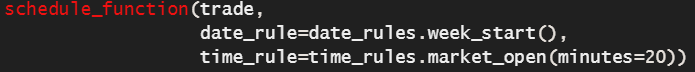 schedule_function(trade,
date_rule=date_rules.week_start(),
time_rule=time_rules.market_open(minutes=20))